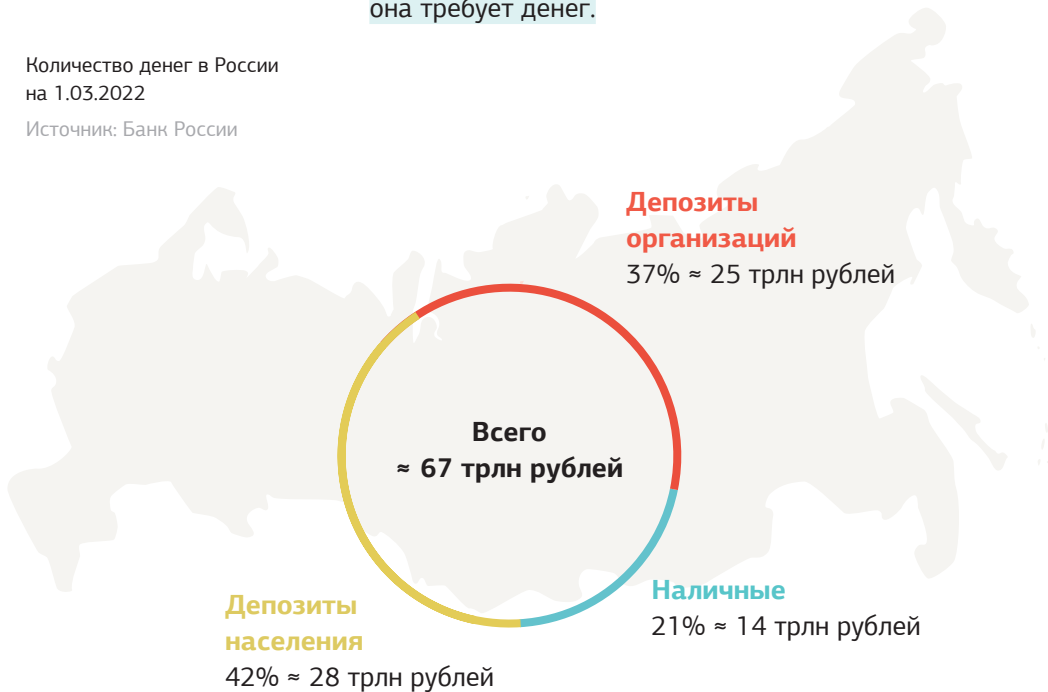 она требует денег.
Количество денег в России
на 1.03.2022
Источник: Банк России
Депозиты
организаций
37% ≈ 25 трлн рублей
Всего
≈ 67 трлн рублей
Наличные
21% ≈ 14 трлн рублей
Депозиты
населения
42% ≈ 28 трлн рублей